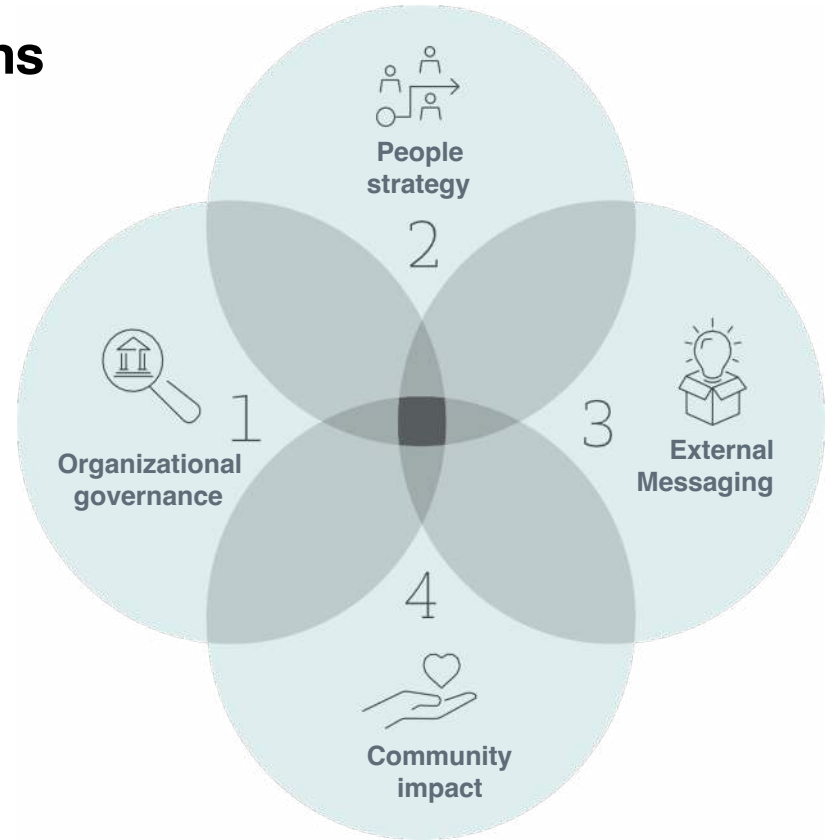 ns
People
strategy
2
1
Organizational
governance
3
External
Messaging
4
Community
impact